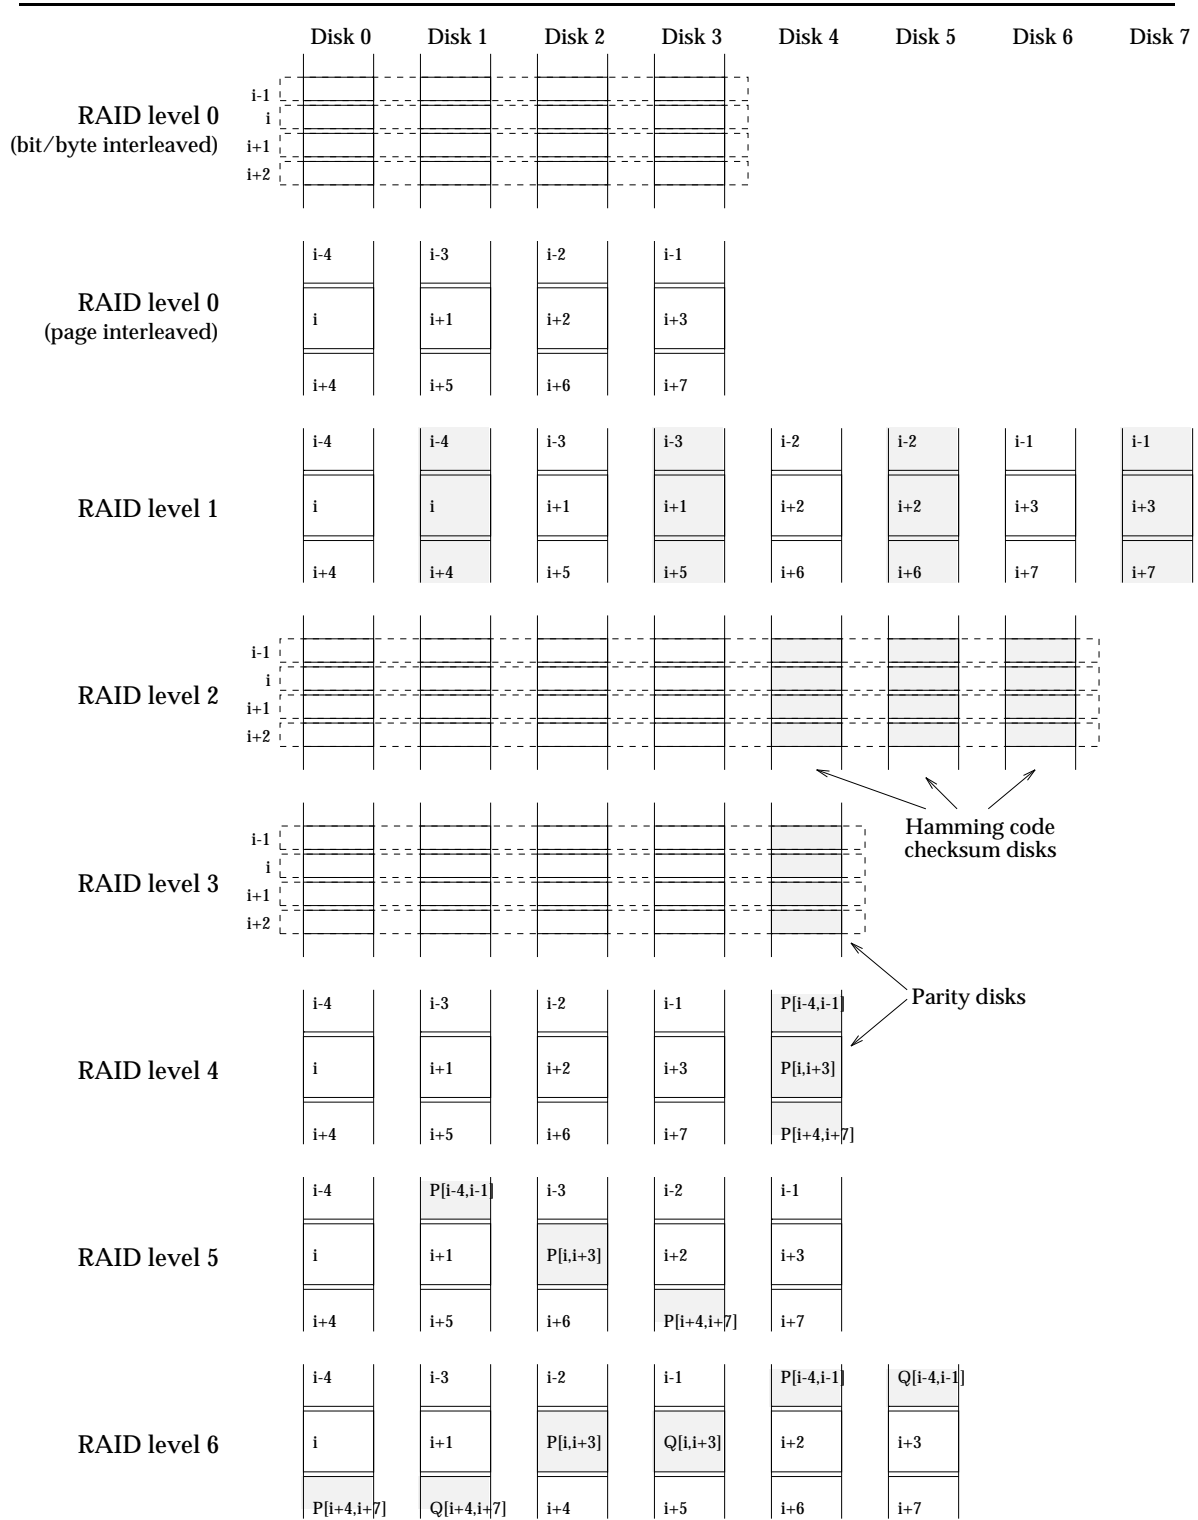 Disk 0 Disk 1 Disk 2 Disk 3 Disk 4 Disk 5 Disk 6 Disk 7
RAID level 0
(bit/byte interleaved)
i-1
i
i+1
i+2
RAID level 0
(page interleaved)
i-4 i-3 i-2 i-1
i i+1 i+2 i+3
i+4 i+5 i+6 i+7
RAID level 1
i-4 i-4 i-3 i-3 i-2 i-2 i-1 i-1
i i i+1 i+1 i+2 i+2 i+3 i+3
i+4 i+4 i+5 i+5 i+6 i+6 i+7 i+7
RAID level 2
i-1
i
i+1
i+2
Hamming code
checksum disks
RAID level 3
i-1
i
i+1
i+2
Parity disks
RAID level 4
i-4 i-3 i-2 i-1 P[i-4,i-1]
i i+1 i+2 i+3 P[i,i+3]
i+4 i+5 i+6 i+7 P[i+4,i+7]
RAID level 5
i-4 P[i-4,i-1] i-3 i-2 i-1
i i+1 P[i,i+3] i+2 i+3
i+4 i+5 i+6 P[i+4,i+7] i+7
RAID level 6
i-4 i-3 i-2 i-1 P[i-4,i-1] Q[i-4,i-1]
i i+1 P[i,i+3] Q[i,i+3] i+2 i+3
P[i+4,i+7] Q[i+4,i+7] i+4 i+5 i+6 i+7